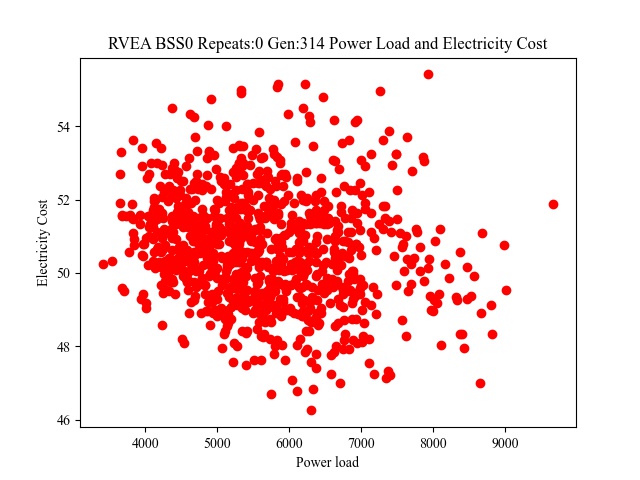 RVEA BSS0 Repeats:0 Gen:314 Power Load and Electricity Cost
Electricity Cost
54
52
50
48
46
4000 5000 6000 7000 8000 9000
Power load